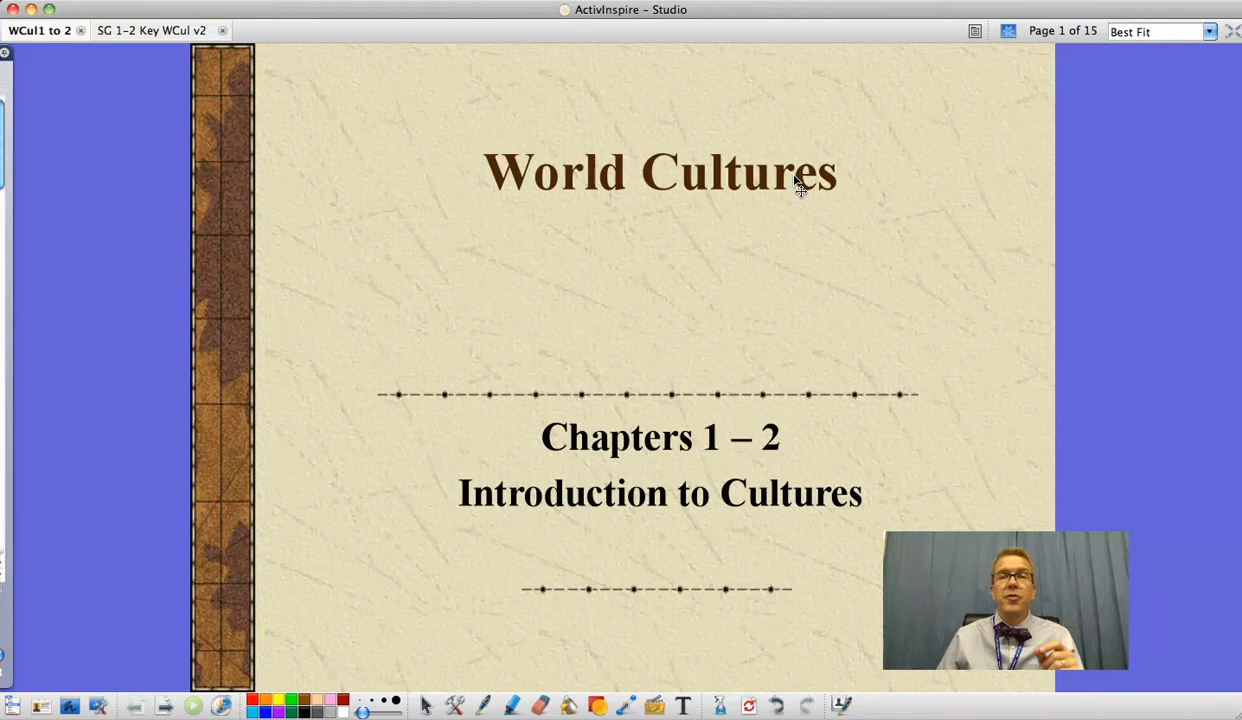 ActivInspire – Studio
WCul1 to 2
SG 1–2 Key WCul v2
Page 1 of 15
Best Fit
World Cultures
Chapters 1 – 2
Introduction to Cultures